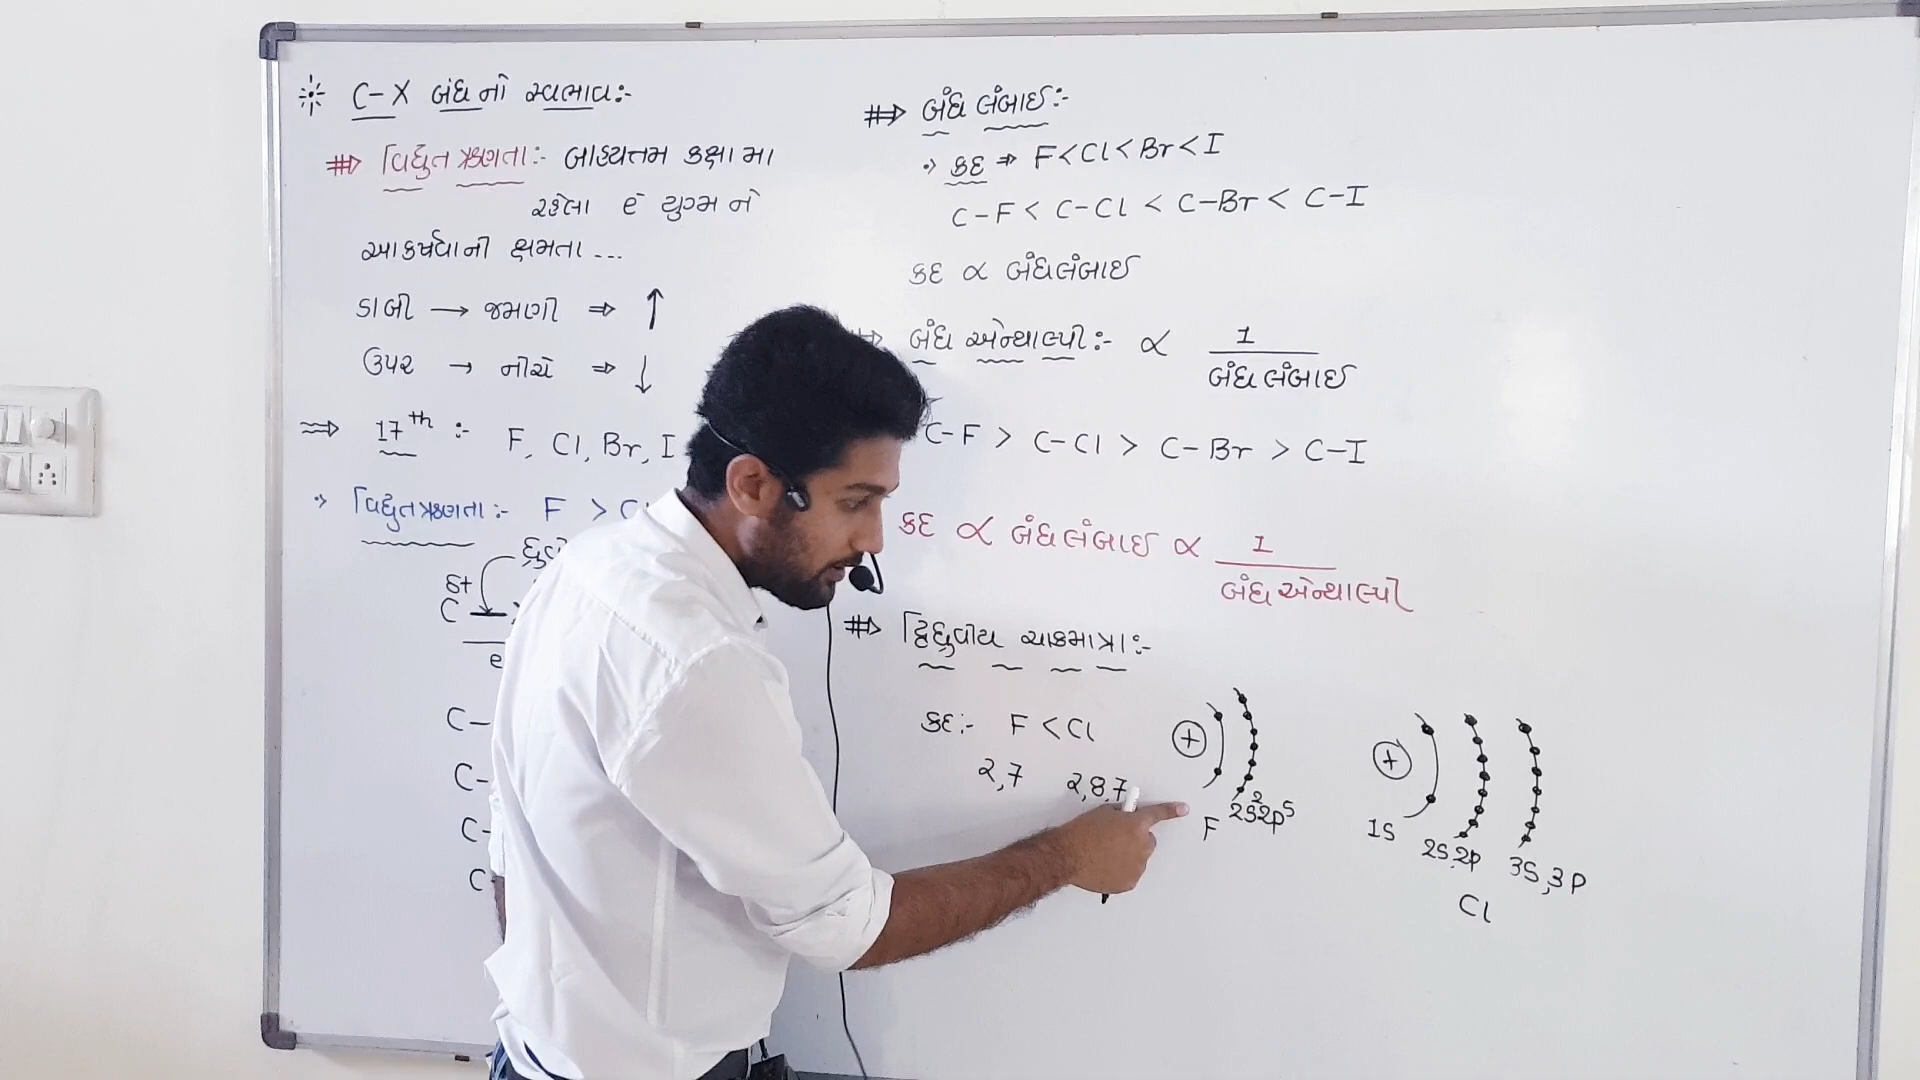 C-X બંધ નો સ્વભાવ:-
વિદ્યુતઋણતા:- બાહ્યતમ કક્ષામા
રહેલા e⁻ યુગ્મ ને
આકર્ષવાની ક્ષમતા ...
ડાબી → જમણી ⇒ ↑
ઉપર → નીચે ⇒ ↓
⇒ 17th :- F, Cl, Br, I
વિદ્યુતઋણતા:- F > C
δ+
C
e
C-
C-
C-
C-
⇒ બંધ લંબાઈ:-
કદ ⇒ F < Cl < Br < I
C-F < C-Cl < C-Br < C-I
કદ ∝ બંધલંબાઈ
બંધ એન્થાલ્પી:- ∝ 1 / બંધલંબાઈ
C-F > C-Cl > C-Br > C-I
કદ ∝ બંધલંબાઈ ∝ 1 / બંધએન્થાલ્પી
⇒ દ્વિધ્રુવીય ચાકમાત્રા:-
કદ:- F < Cl
2,7 2,8,7
+
F 2s²2p⁵
+
1S 2S,2P 3S,3P
Cl